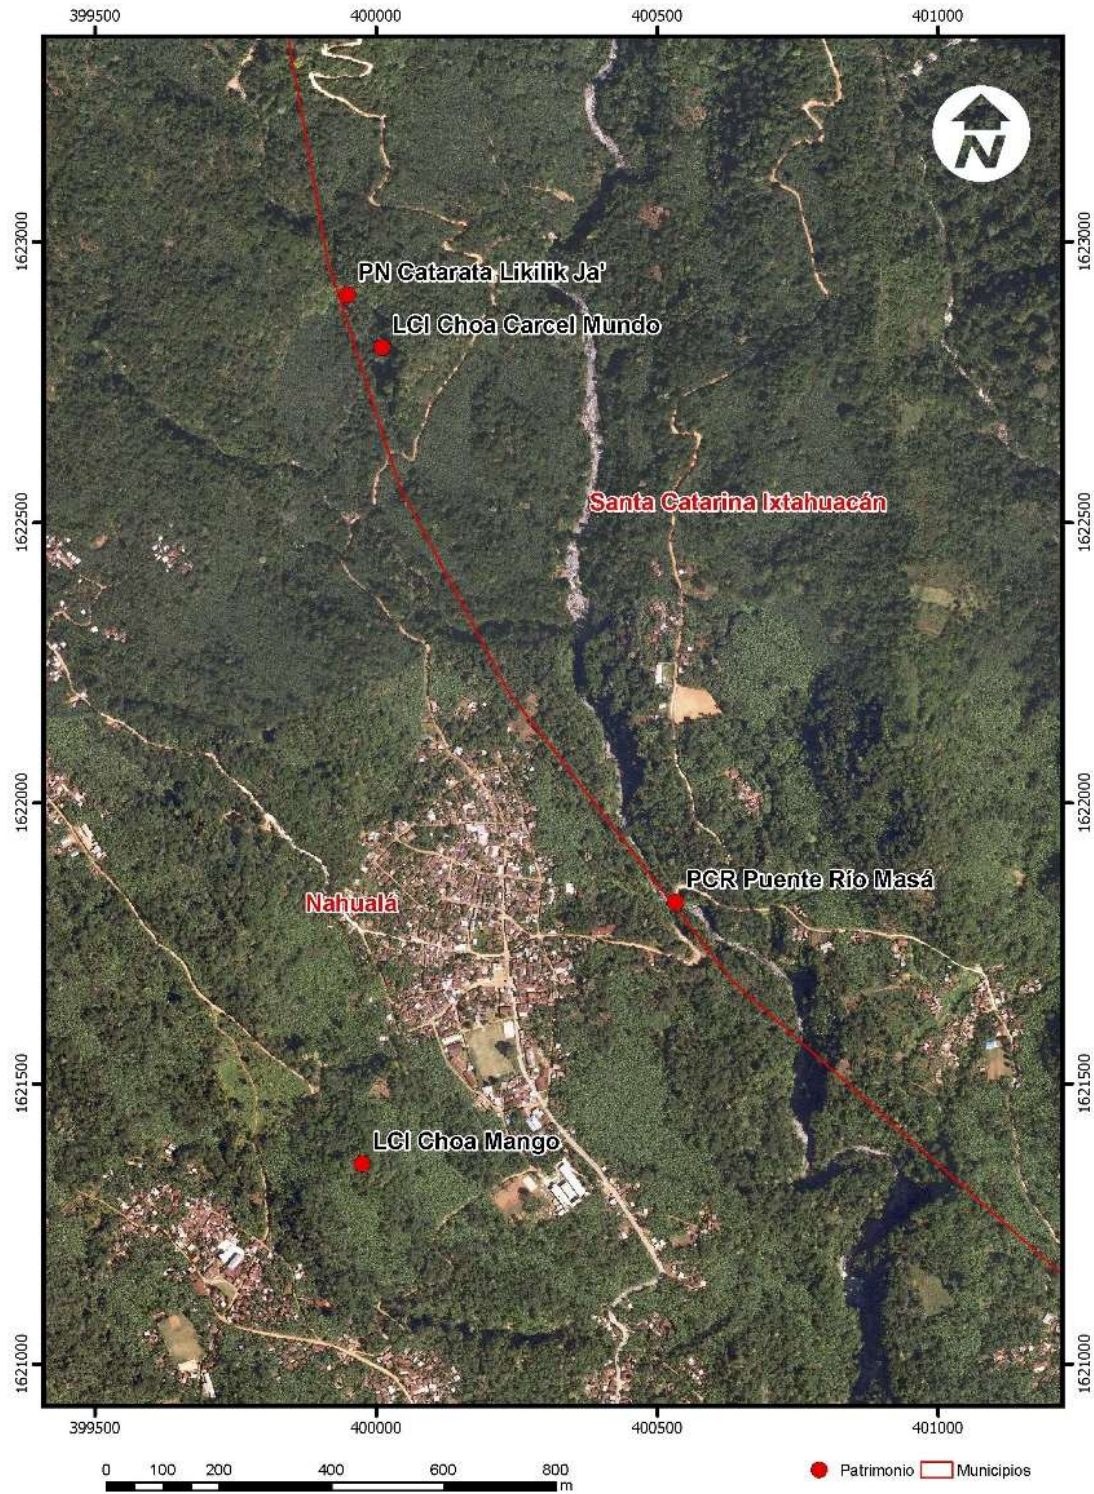 399500 400000 400500 401000
N
1623000 1623000
PN Catarata Likilik Ja'
LCI Choa Carcel Mundo
Santa Catarina Ixtahuacán
1622500 1622500
1622000 1622000
PCR Puente Río Masá
Nahualá
1621500 1621500
LCI Choa Mango
1621000 1621000
399500 400000 400500 401000
0 100 200 400 600 800
m
Patrimonio Municipios